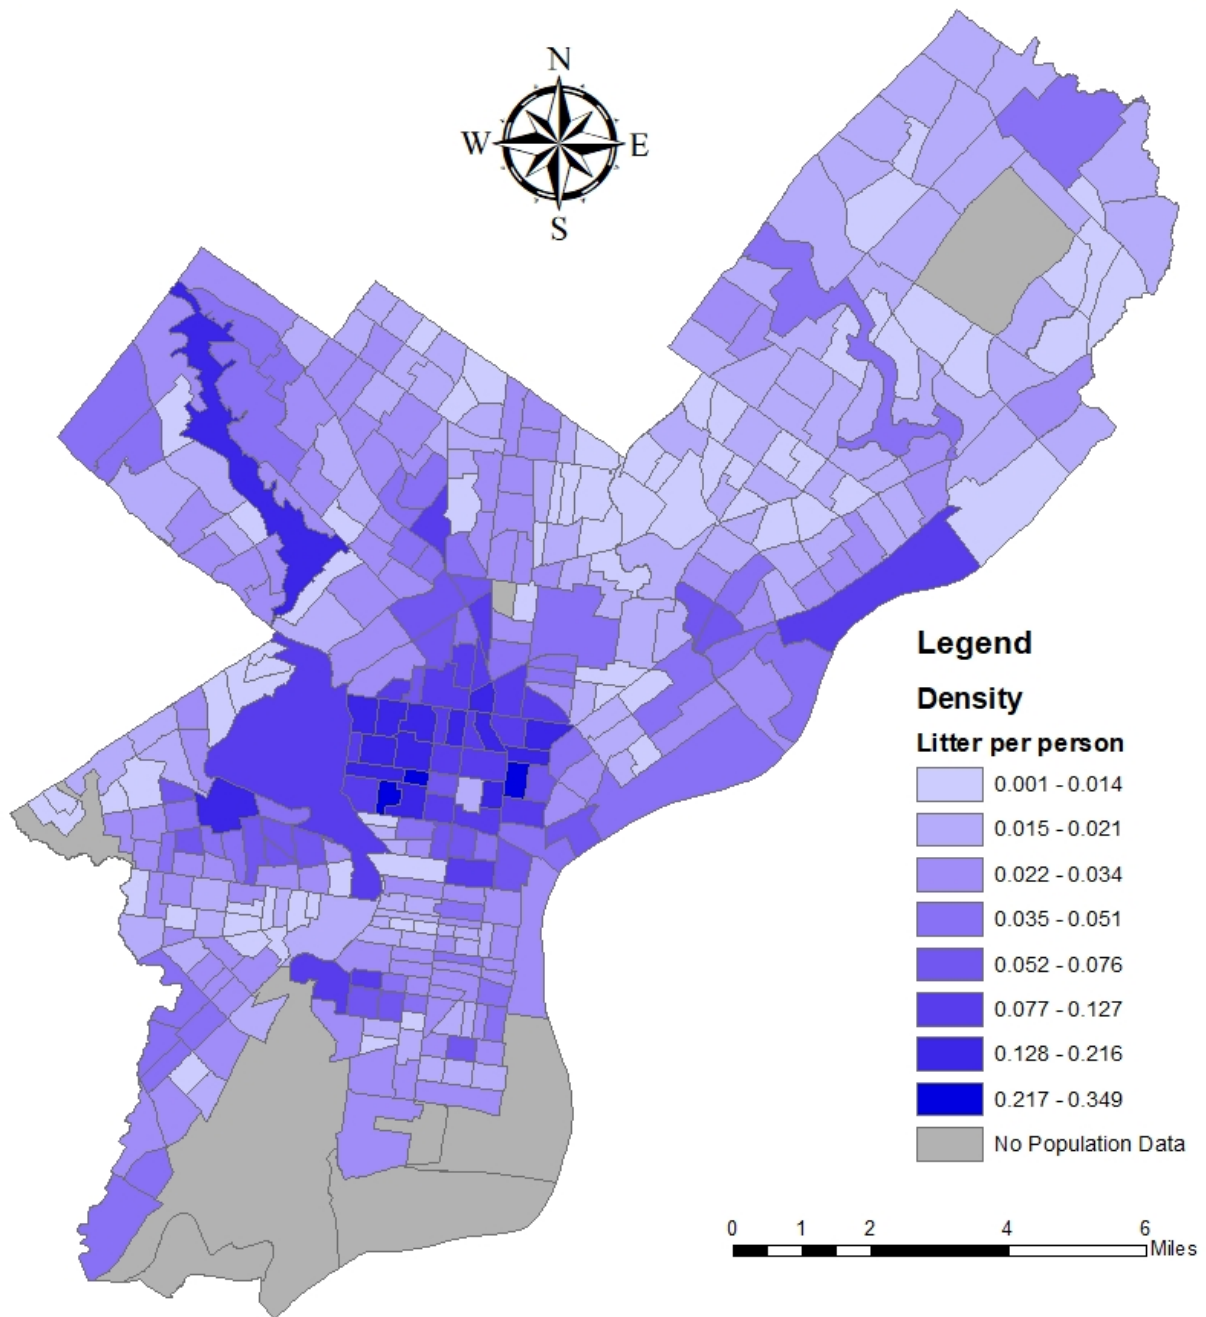 N
W E
S
Legend
Density
Litter per person
0.001 - 0.014
0.015 - 0.021
0.022 - 0.034
0.035 - 0.051
0.052 - 0.076
0.077 - 0.127
0.128 - 0.216
0.217 - 0.349
No Population Data
0 1 2 4 6
Miles